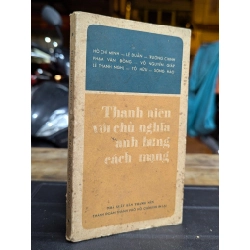 HỒ CHÍ MINH — LÊ DUẨN — TRƯỜNG CHINH
PHẠM VĂN ĐỒNG — VÕ NGUYÊN GIÁP
LÊ THANH NGHỊ — TỐ HỮU — SONG HÀO
Thanh niên
với chủ nghĩa
anh hùng
cách mạng